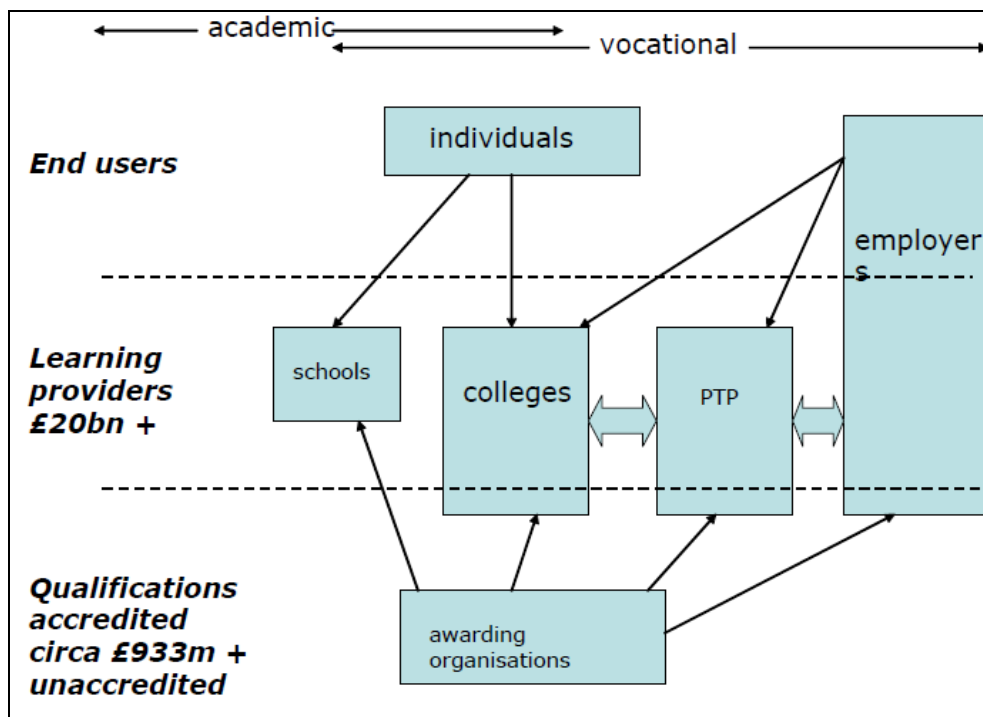 academic
vocational
individuals
End users
employer
s
Learning
providers
£20bn +
schools
colleges
PTP
Qualifications
accredited
circa £933m +
unaccredited
awarding
organisations